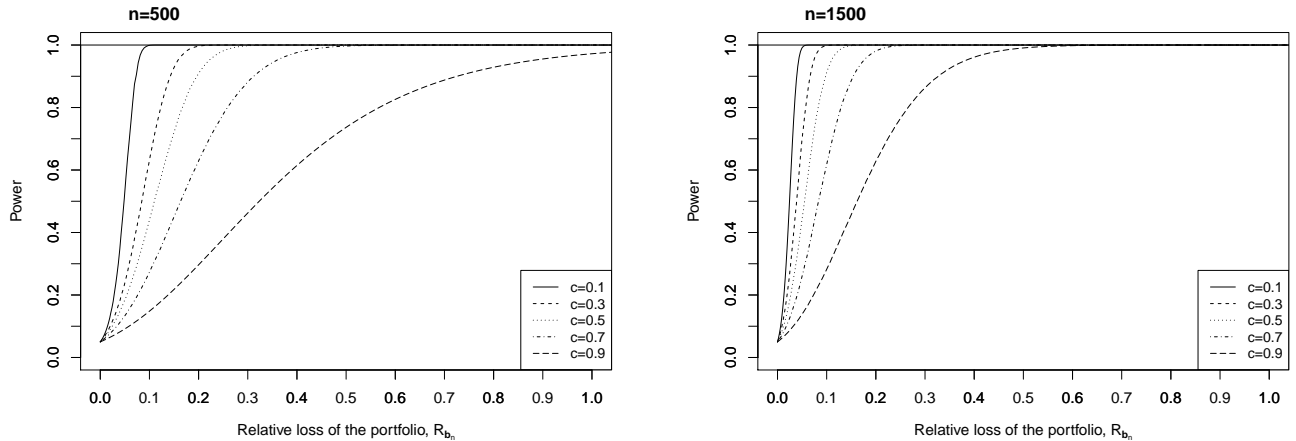 n=500
Power
1.0
0.8
0.6
0.4
0.2
0.0
c=0.1
c=0.3
c=0.5
c=0.7
c=0.9
0.0 0.1 0.2 0.3 0.4 0.5 0.6 0.7 0.8 0.9 1.0
Relative loss of the portfolio, R_b_n
n=1500
Power
1.0
0.8
0.6
0.4
0.2
0.0
c=0.1
c=0.3
c=0.5
c=0.7
c=0.9
0.0 0.1 0.2 0.3 0.4 0.5 0.6 0.7 0.8 0.9 1.0
Relative loss of the portfolio, R_b_n